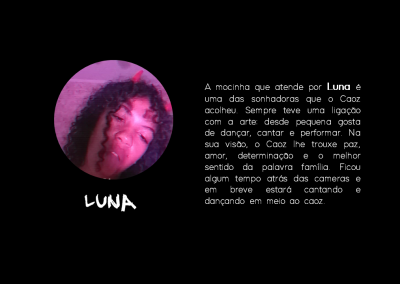 A mocinha que atende por Luna é
uma das sonhadoras que o Caoz
acolheu. Sempre teve uma ligação
com a arte: desde pequena gosta
de dançar, cantar e performar. Na
sua visão, o Caoz lhe trouxe paz,
amor, determinação e o melhor
sentido da palavra família. Ficou
algum tempo atrás das cameras e
em breve estará cantando e
dançando em meio ao caoz.
LUNA